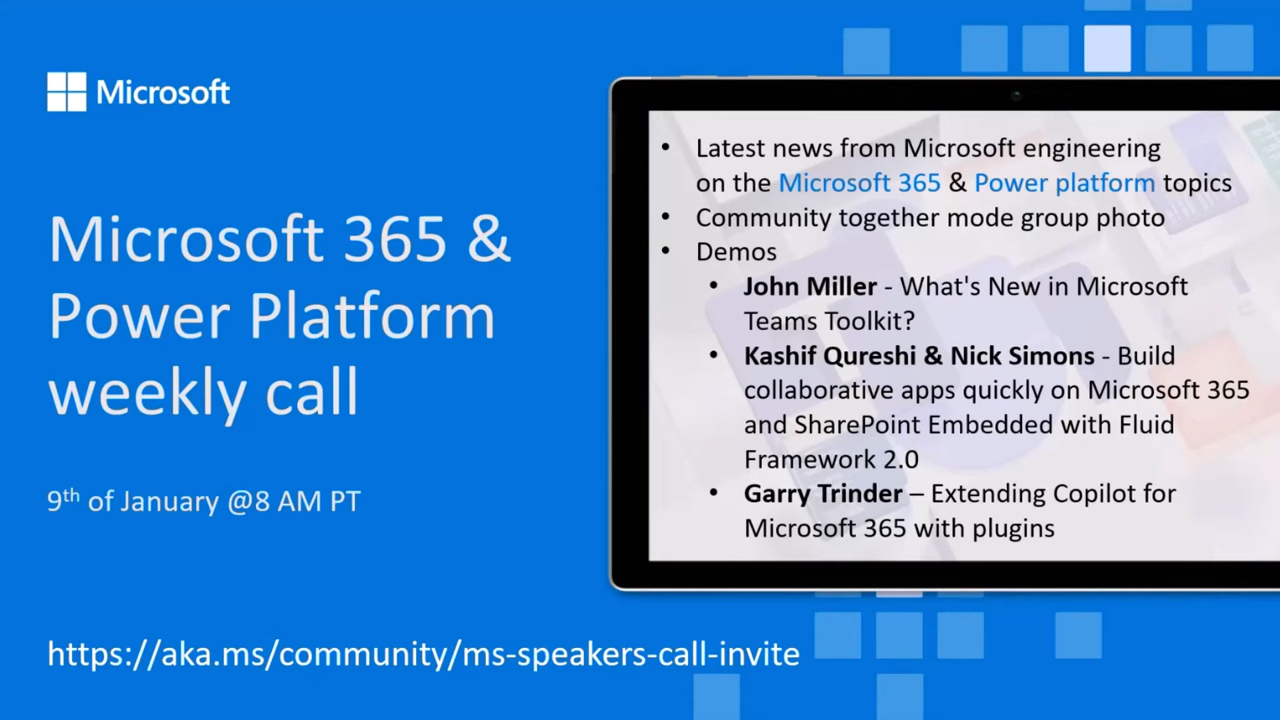 Microsoft
Microsoft 365 &
Power Platform
weekly call
9th of January @8 AM PT
https://aka.ms/community/ms-speakers-call-invite
• Latest news from Microsoft engineering
on the Microsoft 365 & Power platform topics
• Community together mode group photo
• Demos
• John Miller - What's New in Microsoft
Teams Toolkit?
• Kashif Qureshi & Nick Simons - Build
collaborative apps quickly on Microsoft 365
and SharePoint Embedded with Fluid
Framework 2.0
• Garry Trinder – Extending Copilot for
Microsoft 365 with plugins